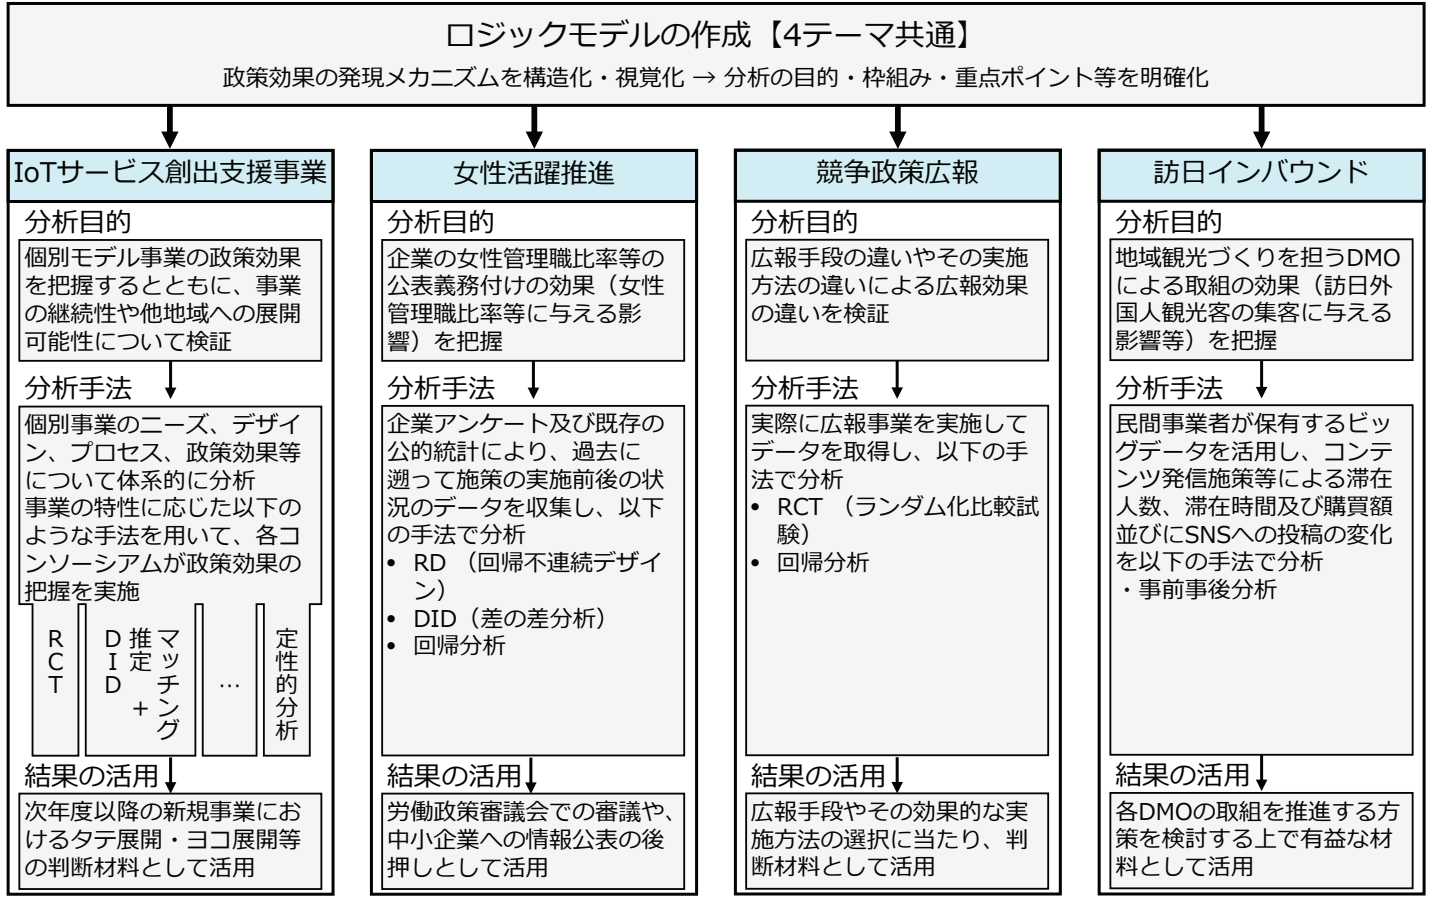 ロジックモデルの作成【4テーマ共通】
政策効果の発現メカニズムを構造化・視覚化 → 分析の目的・枠組み・重点ポイント等を明確化
IoTサービス創出支援事業
分析目的
個別モデル事業の政策効果
を把握するとともに、事業
の継続性や他地域への展開
可能性について検証
分析手法
個別事業のニーズ、デザイ
ン、プロセス、政策効果等
について体系的に分析
事業の特性に応じた以下の
ような手法を用いて、各コ
ンソーシアムが政策効果の
把握を実施
RCT
マッチング
推定 +
DID
…
定性的分析
結果の活用
次年度以降の新規事業にお
けるタテ展開・ヨコ展開等
の判断材料として活用
女性活躍推進
分析目的
企業の女性管理職比率等の
公表義務付けの効果（女性
管理職比率等に与える影
響）を把握
分析手法
企業アンケート及び既存の
公的統計により、過去に
遡って施策の実施前後の状
況のデータを収集し、以下
の手法で分析
• RD （回帰不連続デザイ
ン）
• DID（差の差分析）
• 回帰分析
結果の活用
労働政策審議会での審議や、
中小企業への情報公表の後
押しとして活用
競争政策広報
分析目的
広報手段の違いやその実施
方法の違いによる広報効果
の違いを検証
分析手法
実際に広報事業を実施して
データを取得し、以下の手
法で分析
• RCT （ランダム化比較試
験）
• 回帰分析
結果の活用
広報手段やその効果的な実
施方法の選択に当たり、判
断材料として活用
訪日インバウンド
分析目的
地域観光づくりを担うDMO
による取組の効果（訪日外
国人観光客の集客に与える
影響等）を把握
分析手法
民間事業者が保有するビッ
グデータを活用し、コンテ
ンツ発信施策等による滞在
人数、滞在時間及び購買額
並びにSNSへの投稿の変化
を以下の手法で分析
・事前事後分析
結果の活用
各DMOの取組を推進する方
策を検討する上で有益な材
料として活用